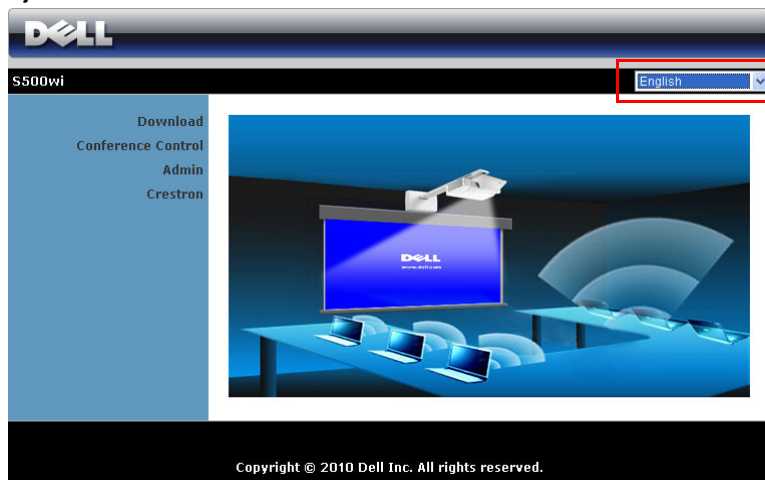 DELL
S500wi
English
Download
Conference Control
Admin
Crestron
DELL
www.dell.com
Copyright © 2010 Dell Inc. All rights reserved.